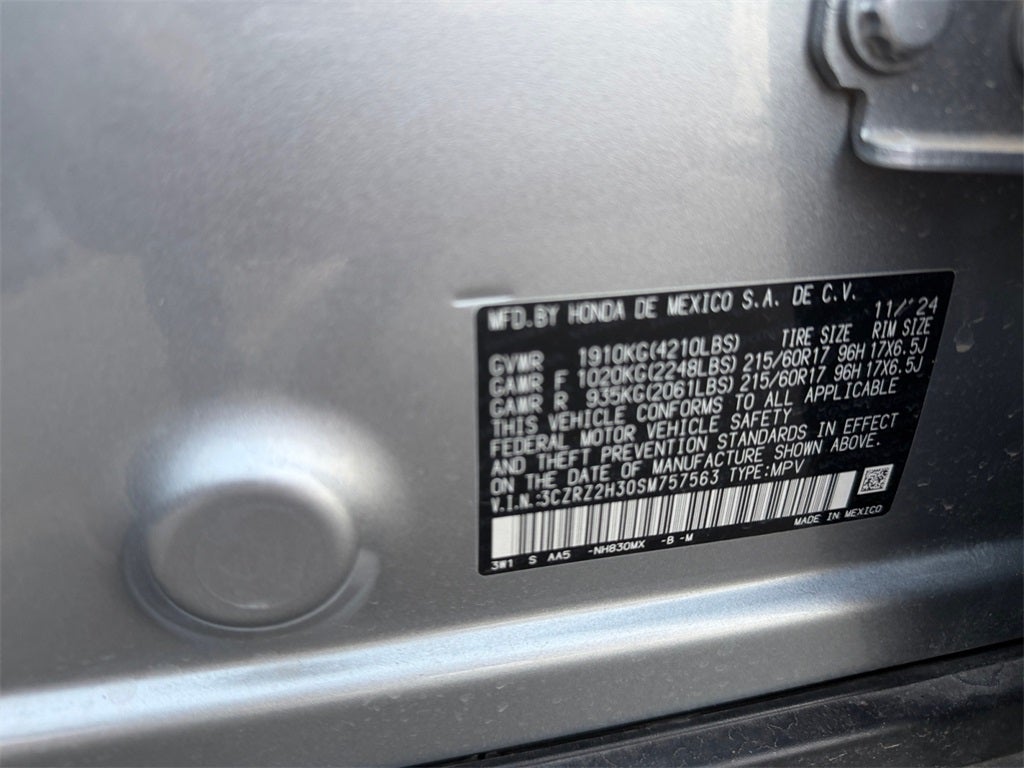 MFD.BY HONDA DE MEXICO S.A. DE C.V. 11/'24
TIRE SIZE RIM SIZE
GVWR 1910KG(4210LBS)
GAWR F 1020KG(2248LBS) 215/60R17 96H 17X6.5J
GAWR R 935KG(2061LBS) 215/60R17 96H 17X6.5J
THIS VEHICLE CONFORMS TO ALL APPLICABLE
FEDERAL MOTOR VEHICLE SAFETY
AND THEFT PREVENTION STANDARDS IN EFFECT
ON THE DATE OF MANUFACTURE SHOWN ABOVE.
V.I.N.:3CZRZ2H30SM757563 TYPE:MPV
MADE IN MEXICO
3W1 S AA5 -NH830MX -B -M